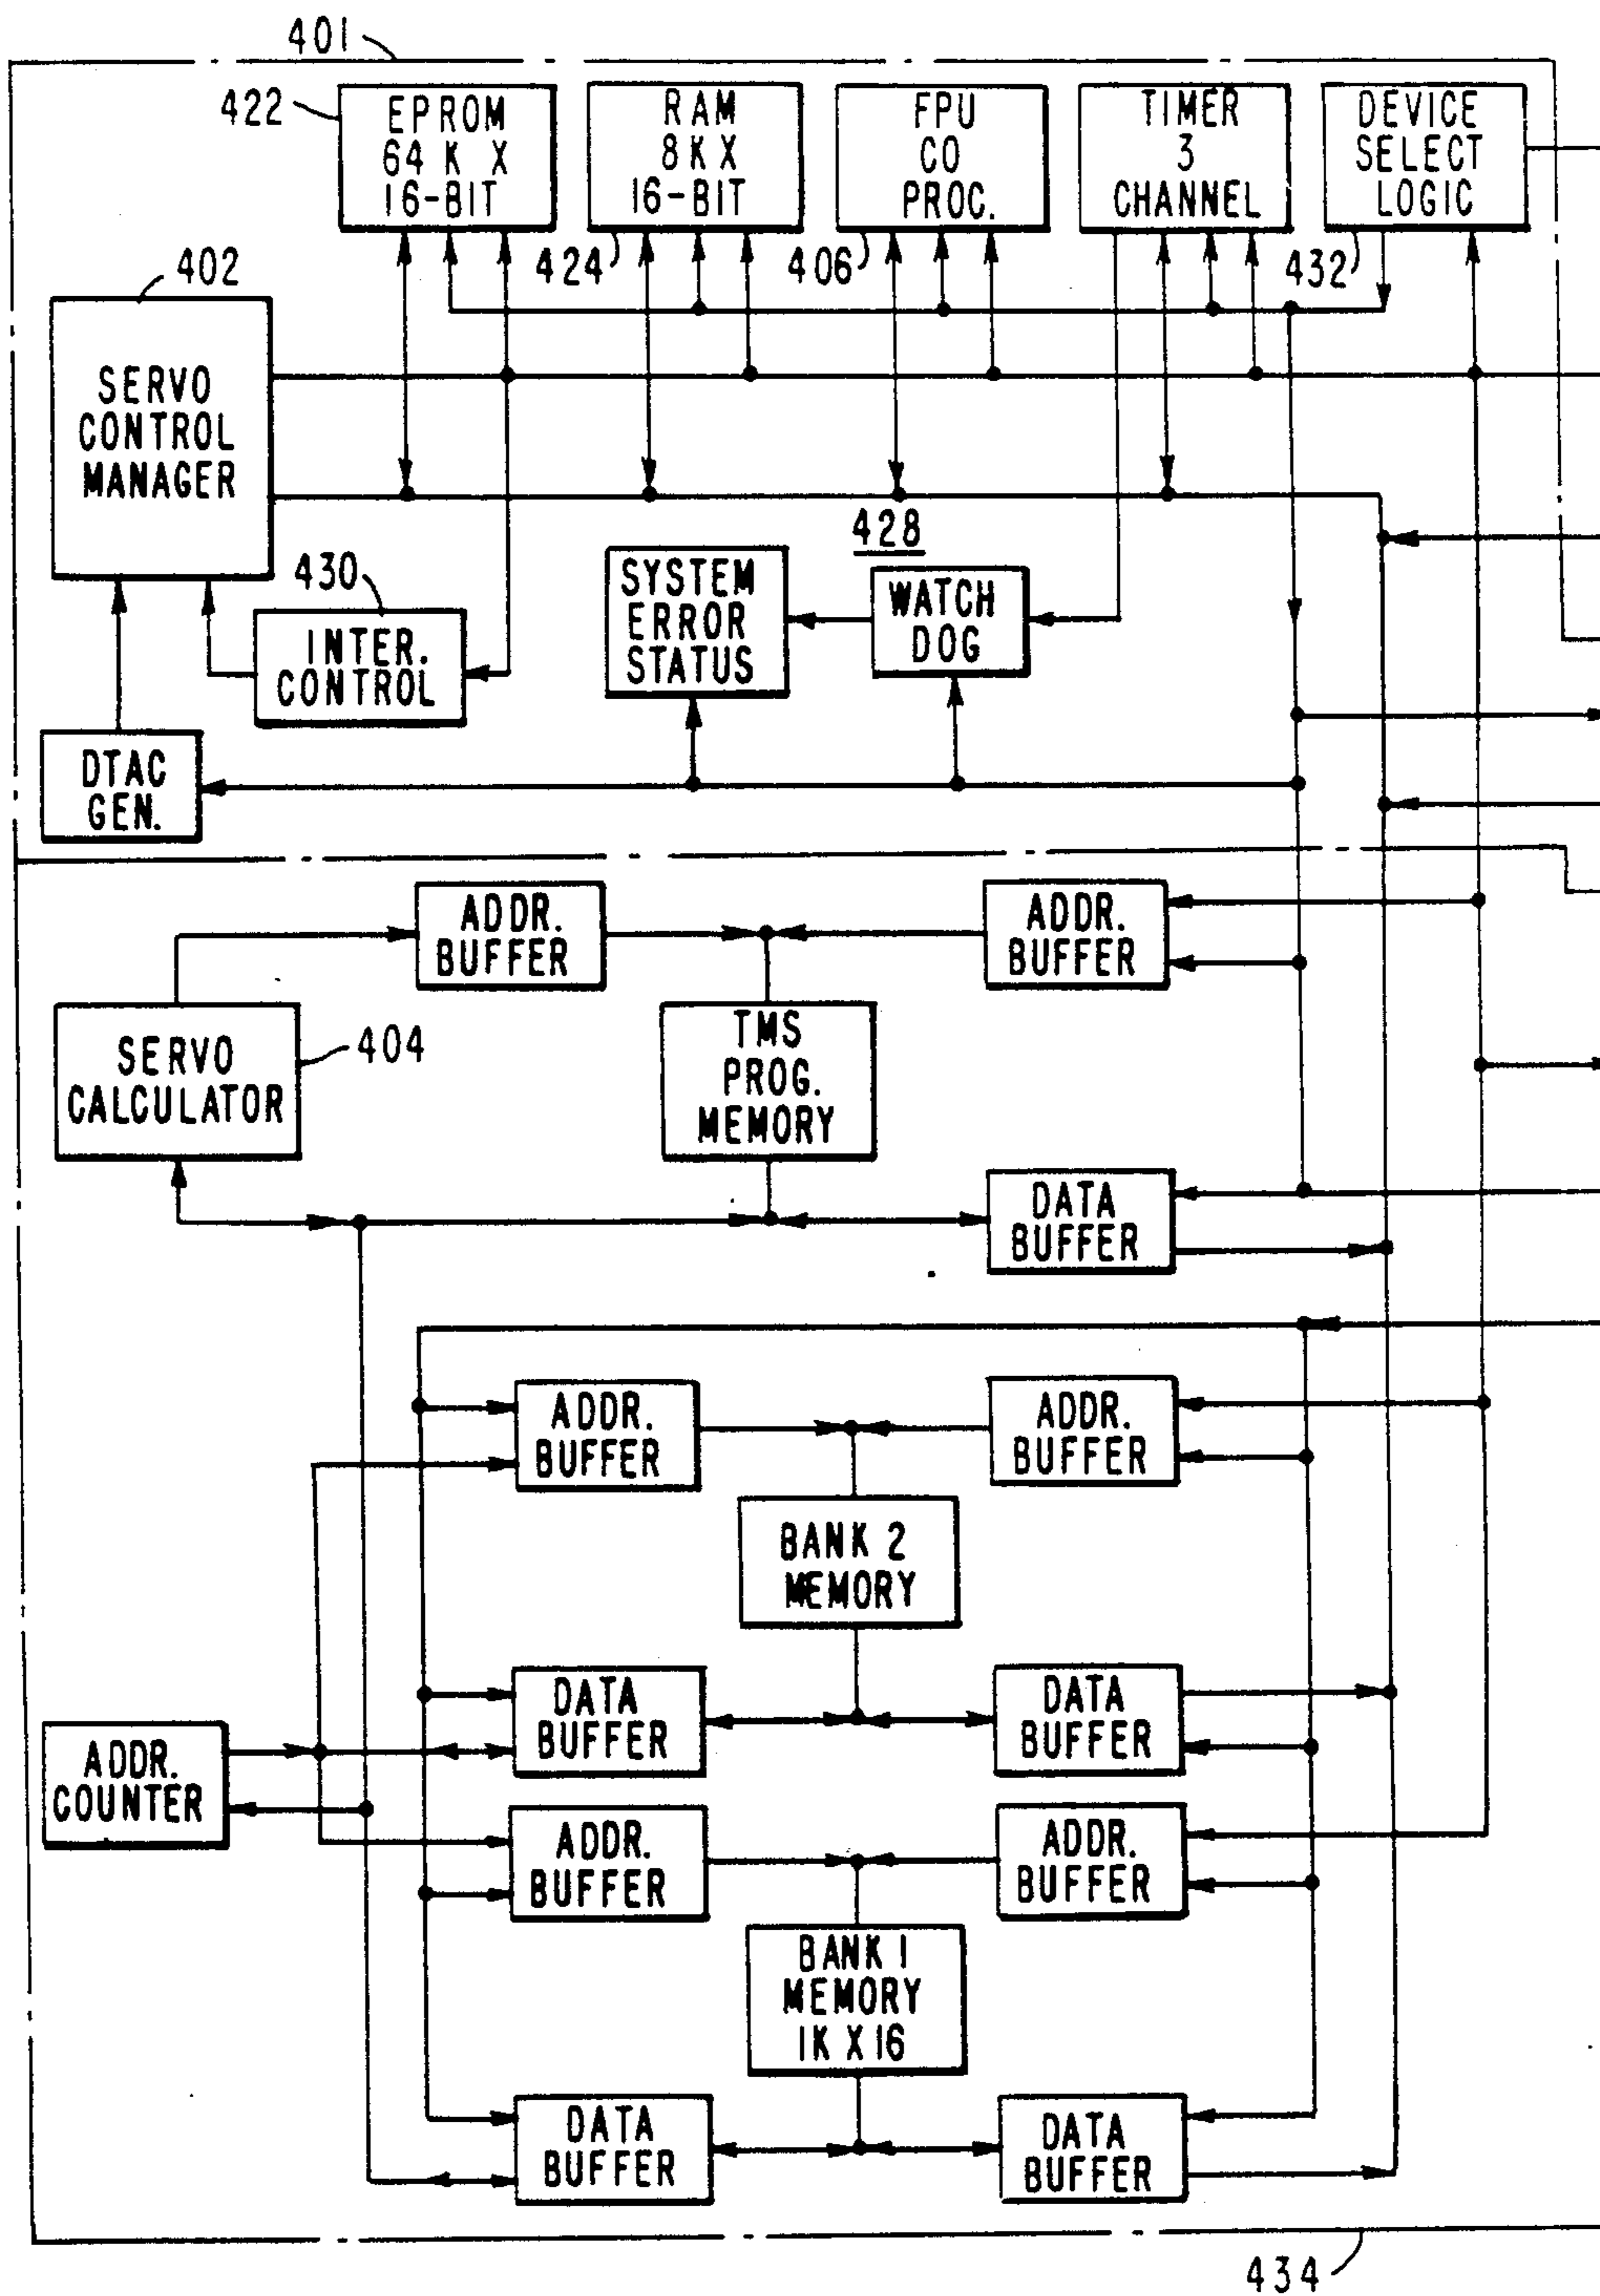 401
422
EPROM
64 K X
16-BIT
RAM
8K X
16-BIT
FPU
CO
PROC.
TIMER
3
CHANNEL
DEVICE
SELECT
LOGIC
424
406
432
402
SERVO
CONTROL
MANAGER
428
430
INTER.
CONTROL
SYSTEM
ERROR
STATUS
WATCH
DOG
DTAC
GEN.
ADDR.
BUFFER
ADDR.
BUFFER
SERVO
CALCULATOR
404
TMS
PROG.
MEMORY
DATA
BUFFER
ADDR.
BUFFER
ADDR.
BUFFER
BANK 2
MEMORY
DATA
BUFFER
DATA
BUFFER
ADDR.
COUNTER
ADDR.
BUFFER
ADDR.
BUFFER
BANK 1
MEMORY
1K X 16
DATA
BUFFER
DATA
BUFFER
434